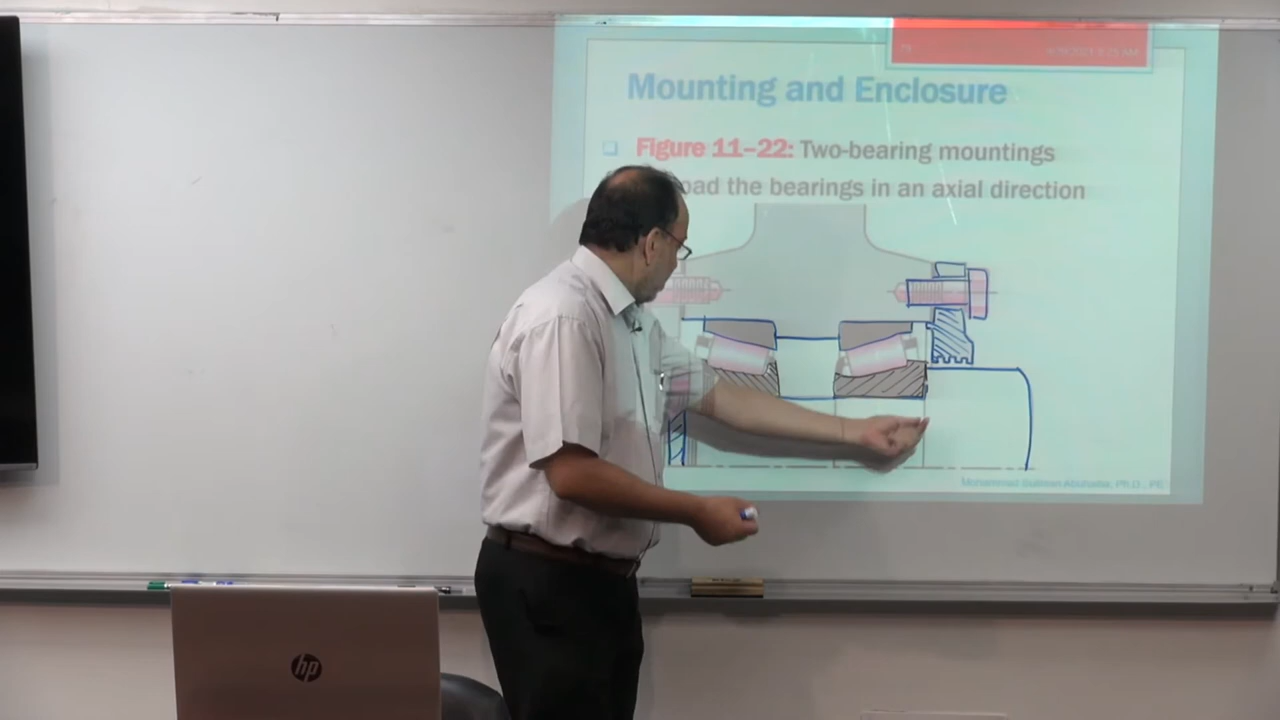 Mounting and Enclosure
Figure 11–22: Two-bearing mountings
the bearings in an axial direction
Mohammad Suliman Abuhaiba, Ph.D., PE
hp